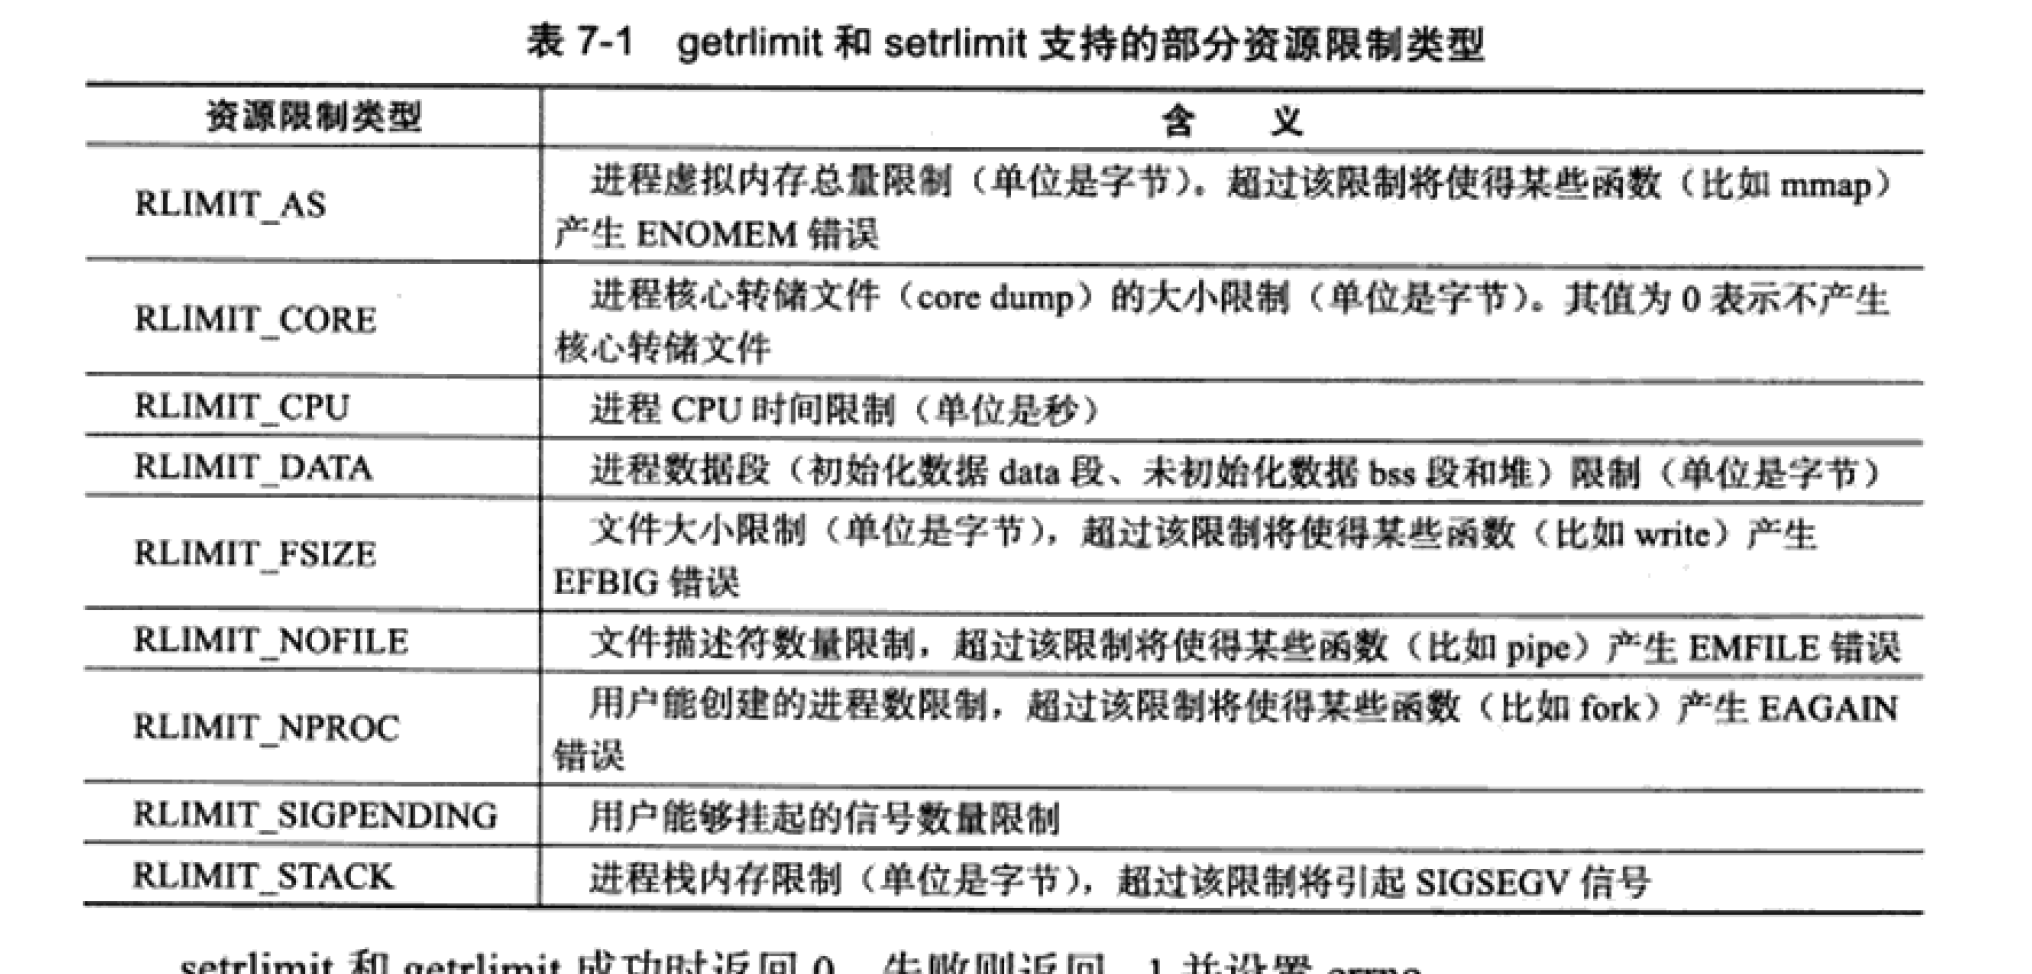 表 7-1 getrlimit 和 setrlimit 支持的部分资源限制类型
资源限制类型 含 义
RLIMIT_AS 进程虚拟内存总量限制（单位是字节）。超过该限制将使得某些函数（比如 mmap）
产生 ENOMEM 错误
RLIMIT_CORE 进程核心转储文件（core dump）的大小限制（单位是字节）。其值为 0 表示不产生
核心转储文件
RLIMIT_CPU 进程 CPU 时间限制（单位是秒）
RLIMIT_DATA 进程数据段（初始化数据 data 段、未初始化数据 bss 段和堆）限制（单位是字节）
RLIMIT_FSIZE 文件大小限制（单位是字节），超过该限制将使得某些函数（比如 write）产生
EFBIG 错误
RLIMIT_NOFILE 文件描述符数量限制，超过该限制将使得某些函数（比如 pipe）产生 EMFILE 错误
RLIMIT_NPROC 用户能创建的进程数限制，超过该限制将使得某些函数（比如 fork）产生 EAGAIN
错误
RLIMIT_SIGPENDING 用户能够挂起的信号数量限制
RLIMIT_STACK 进程栈内存限制（单位是字节），超过该限制将引起 SIGSEGV 信号
setrlimit 和 getrlimit 成功时返回 0，失败则返回 -1 并设置 errno